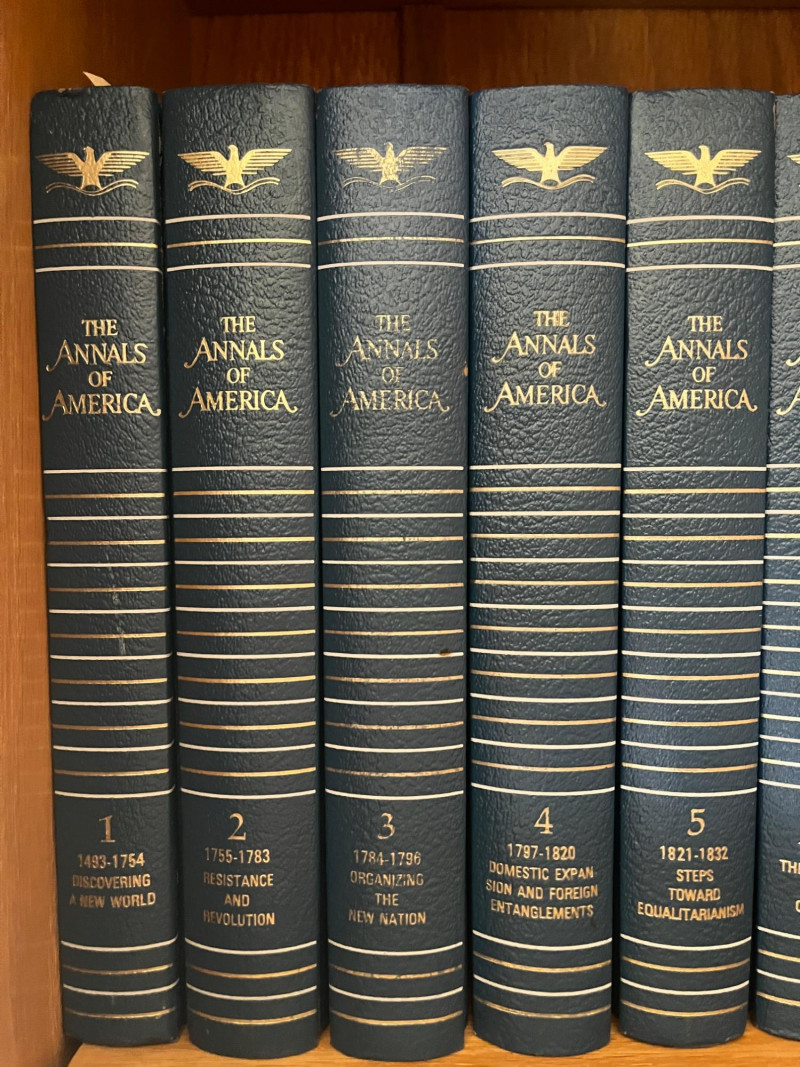 THE
ANNALS
OF
AMERICA
1
1493-1754
DISCOVERING
A NEW WORLD
THE
ANNALS
OF
AMERICA
2
1755-1783
RESISTANCE
AND
REVOLUTION
THE
ANNALS
OF
AMERICA
3
1784-1796
ORGANIZING
THE
NEW NATION
THE
ANNALS
OF
AMERICA
4
1797-1820
DOMESTIC EXPAN-
SION AND FOREIGN
ENTANGLEMENTS
THE
ANNALS
OF
AMERICA
5
1821-1832
STEPS
TOWARD
EQUALITARIANISM